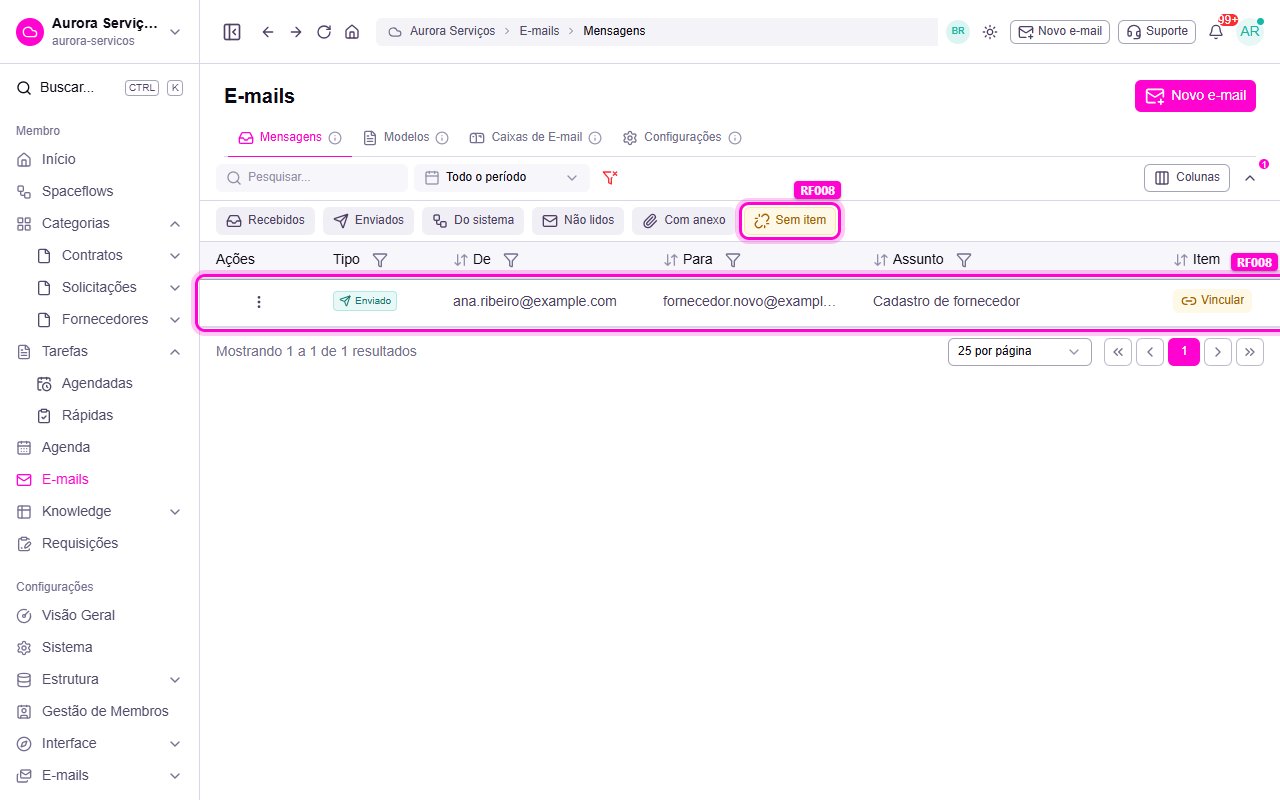 Aurora Serviç...
aurora-servicos
Buscar... CTRL K
Membro
Início
Spaceflows
Categorias
Contratos
Solicitações
Fornecedores
Tarefas
Agendadas
Rápidas
Agenda
E-mails
Knowledge
Requisições
Configurações
Visão Geral
Sistema
Estrutura
Gestão de Membros
Interface
E-mails
Aurora Serviços > E-mails > Mensagens
BR
Novo e-mail
Suporte
99+
AR
E-mails
Novo e-mail
Mensagens Modelos Caixas de E-mail Configurações
Pesquisar... Todo o período Colunas 1
RF008
Recebidos Enviados Do sistema Não lidos Com anexo Sem item
Ações Tipo De Para Assunto Item RF008
Enviado ana.ribeiro@example.com fornecedor.novo@exampl... Cadastro de fornecedor Vincular
Mostrando 1 a 1 de 1 resultados 25 por página 1